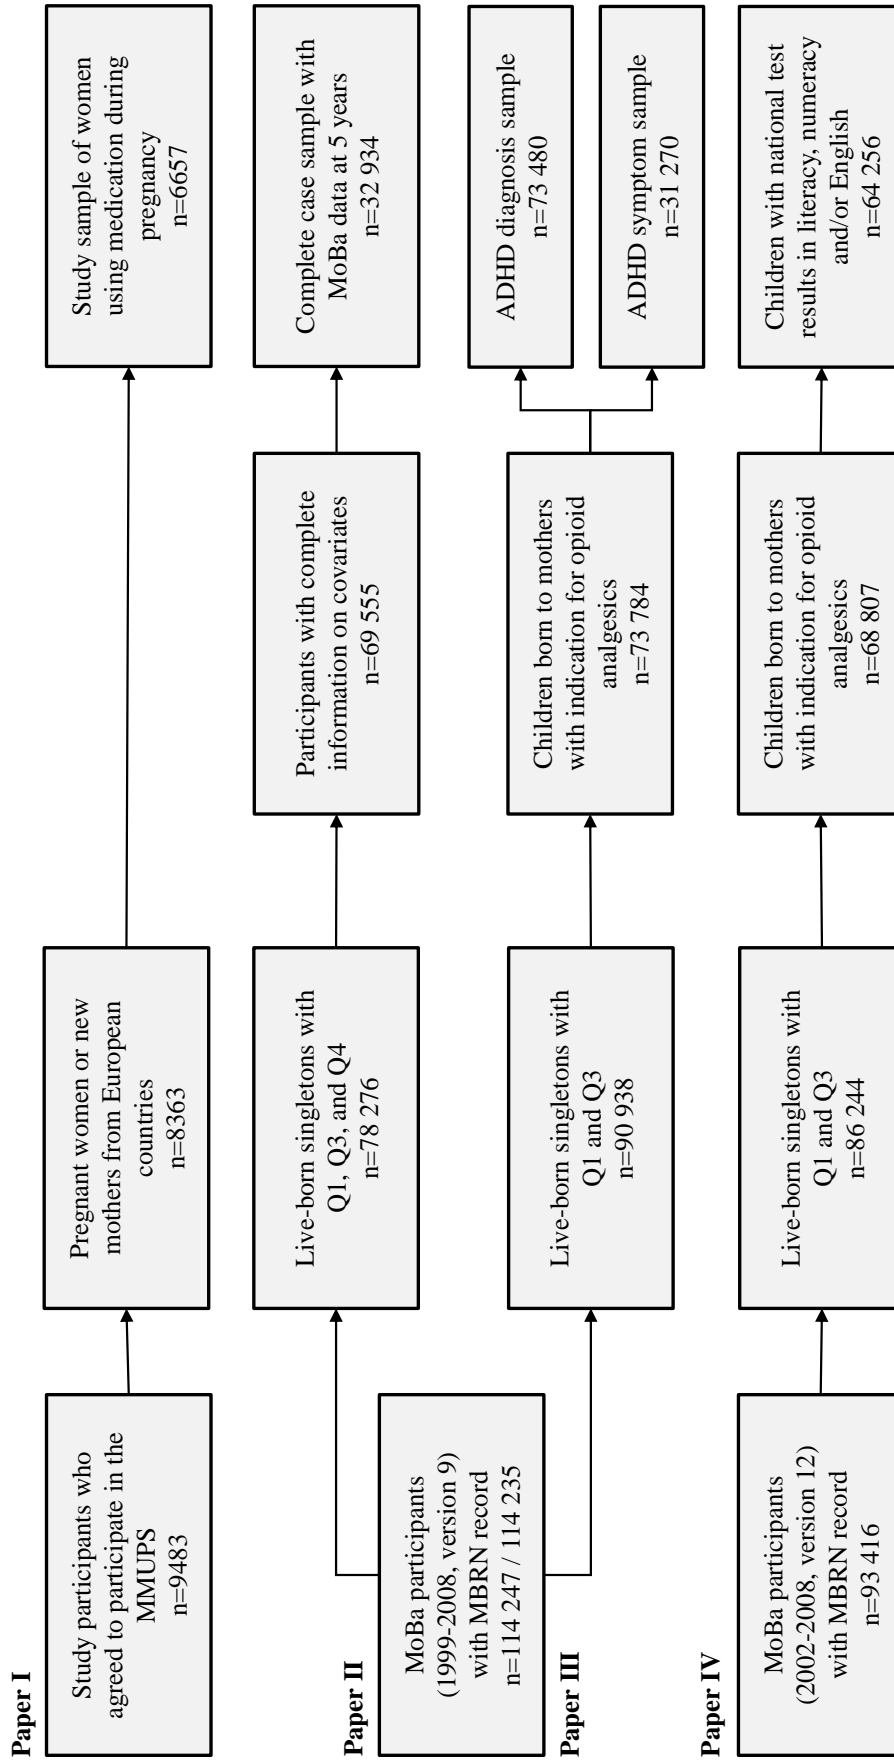 Paper I
Study participants who
agreed to participate in the
MMUPS
n=9483
Pregnant women or new
mothers from European
countries
n=8363
Study sample of women
using medication during
pregnancy
n=6657
Paper II
MoBa participants
(1999-2008, version 9)
with MBRN record
n=114 247 / 114 235
Paper III
Live-born singletons with
Q1, Q3, and Q4
n=78 276
Participants with complete
information on covariates
n=69 555
Complete case sample with
MoBa data at 5 years
n=32 934
Live-born singletons with
Q1 and Q3
n=90 938
Children born to mothers
with indication for opioid
analgesics
n=73 784
ADHD diagnosis sample
n=73 480
ADHD symptom sample
n=31 270
Paper IV
MoBa participants
(2002-2008, version 12)
with MBRN record
n=93 416
Live-born singletons with
Q1 and Q3
n=86 244
Children born to mothers
with indication for opioid
analgesics
n=68 807
Children with national test
results in literacy, numeracy
and/or English
n=64 256